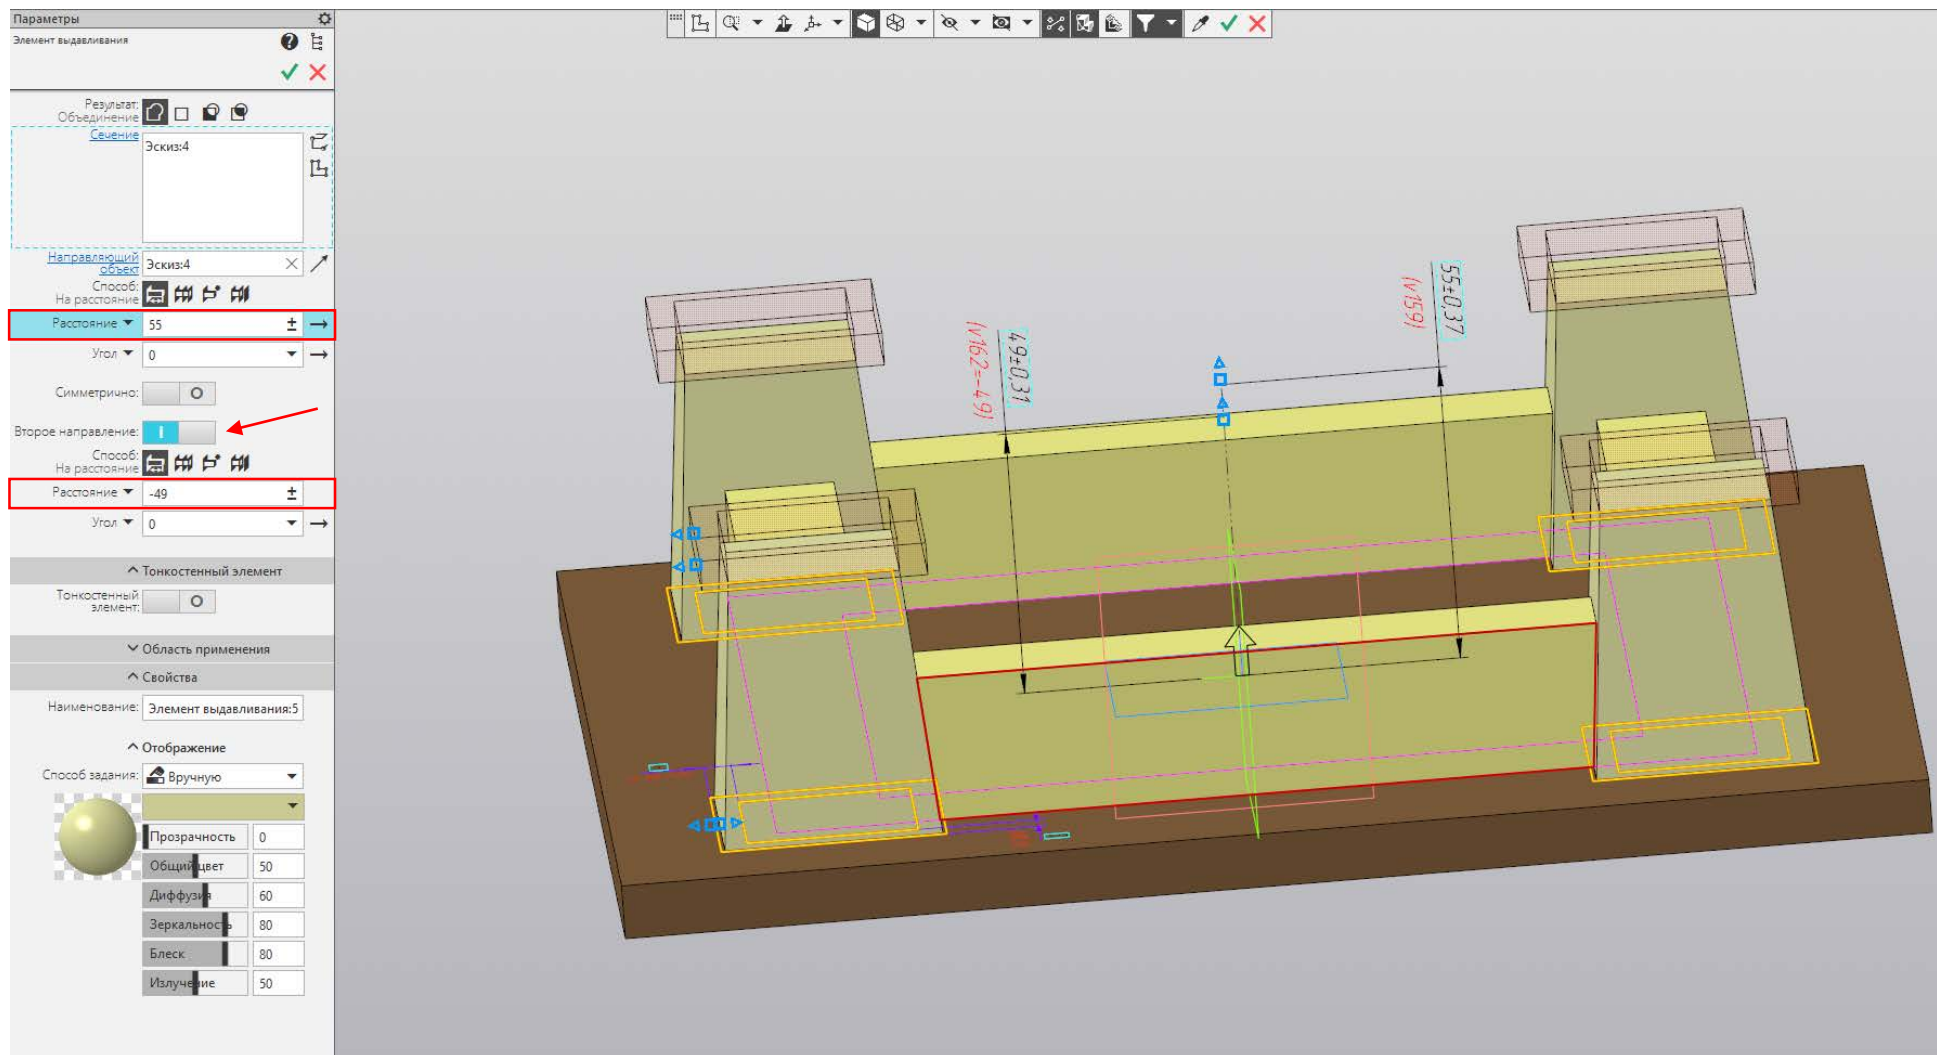 Параметры
Элемент выдавливания
Результат:
Объединение
Сечение
Эскиз:4
Направляющий
объект
Эскиз:4
Способ:
На расстояние
Расстояние
55
Угол
0
Симметрично:
Второе направление:
Способ:
На расстояние
Расстояние
-49
Угол
0
Тонкостенный элемент
Тонкостенный
элемент:
Область применения
Свойства
Наименование:
Элемент выдавливания:5
Отображение
Способ задания:
Вручную
Прозрачность
0
Общий цвет
50
Диффузия
60
Зеркальность
80
Блеск
80
Излучение
50
49±0,31
(v162=-49)
55±0,37
(v159)